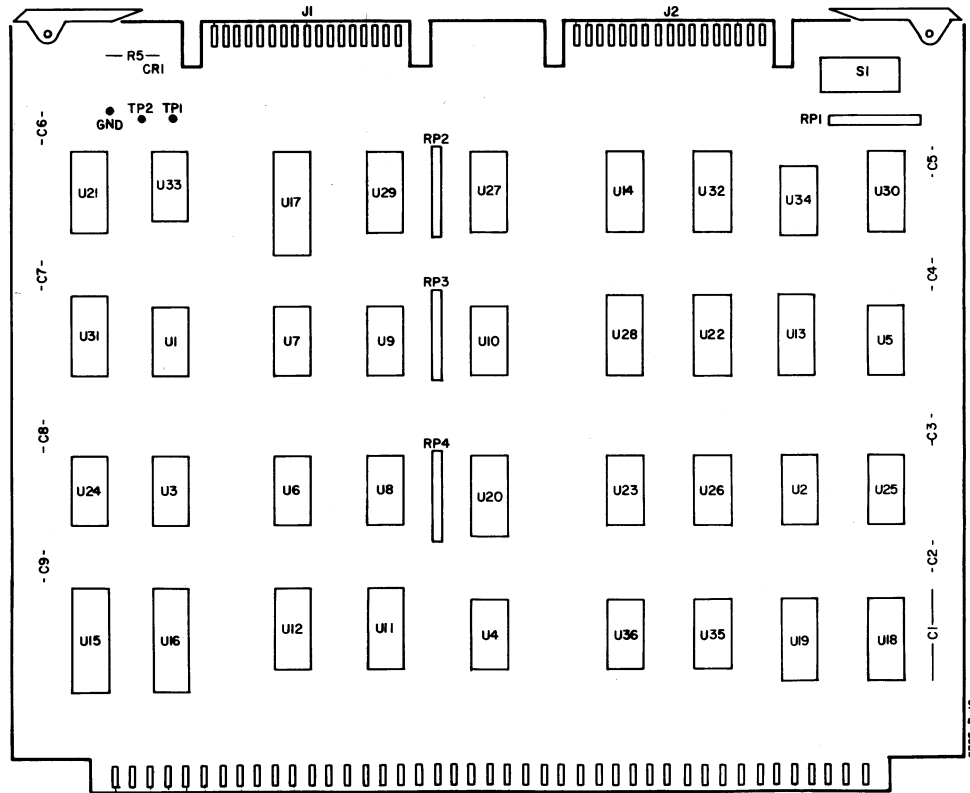 J1 J2
R5
CR1
S1
GND TP2 TP1
RP1
C6
RP2
C5
U21 U33 U17 U29 U27 U14 U32 U34 U30
C7
RP3
C4
U31 U1 U7 U9 U10 U28 U22 U13 U5
C8
RP4
C3
U24 U3 U6 U8 U20 U23 U26 U2 U25
C9
C2
U15 U16 U12 U11 U4 U36 U35 U19 U18 C1